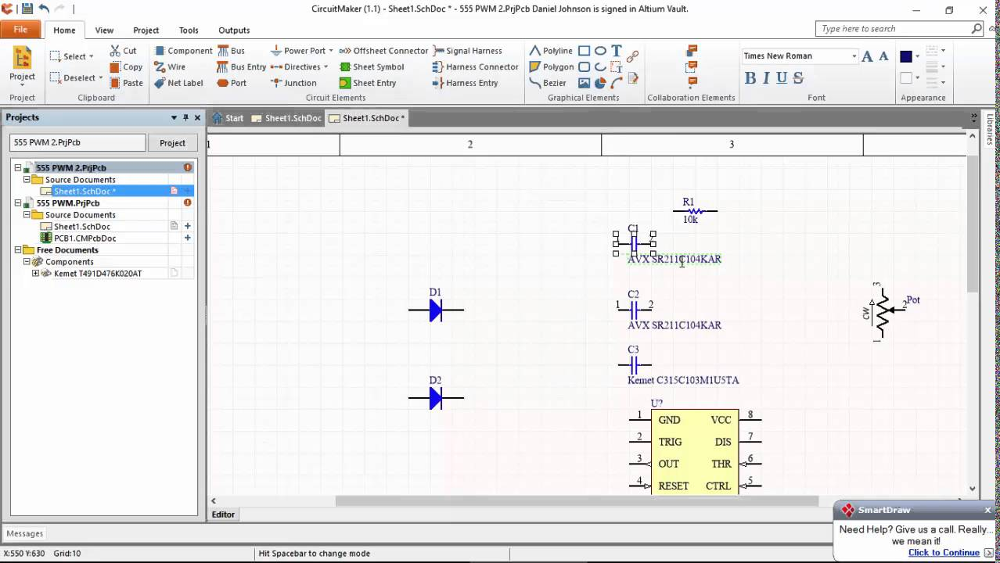 CircuitMaker (1.1) - Sheet1.SchDoc * - 555 PWM 2.PrjPcb Daniel Johnson is signed in Altium Vault.
File Home View Project Tools Outputs Type here to search
Select Cut Component Bus Power Port Offsheet Connector Signal Harness Polyline T Times New Roman A A
Project Copy Wire Bus Entry Directives Sheet Symbol Harness Connector Polygon
Deselect Paste Net Label Port Junction Sheet Entry Harness Entry Bezier B I U S
Project Clipboard Circuit Elements Graphical Elements Collaboration Elements Font Appearance
Projects Start Sheet1.SchDoc Sheet1.SchDoc *
Libraries
555 PWM 2.PrjPcb Project
1 2 3
555 PWM 2.PrjPcb
Source Documents
Sheet1.SchDoc *
555 PWM.PrjPcb
Source Documents
Sheet1.SchDoc
PCB1.CMPcbDoc
Free Documents
Components
Kemet T491D476K020AT
R1
10k
C1
AVX SR211C104KAR
D1
C2
1 2
AVX SR211C104KAR
3
Pot
CW
2
1
C3
Kemet C315C103M1U5TA
D2
U?
1 GND VCC 8
2 TRIG DIS 7
3 OUT THR 6
4 RESET CTRL 5
Editor
SmartDraw
Need Help? Give us a call. Really...
we mean it!
Click to Continue
Messages
X:550 Y:630 Grid:10 Hit Spacebar to change mode